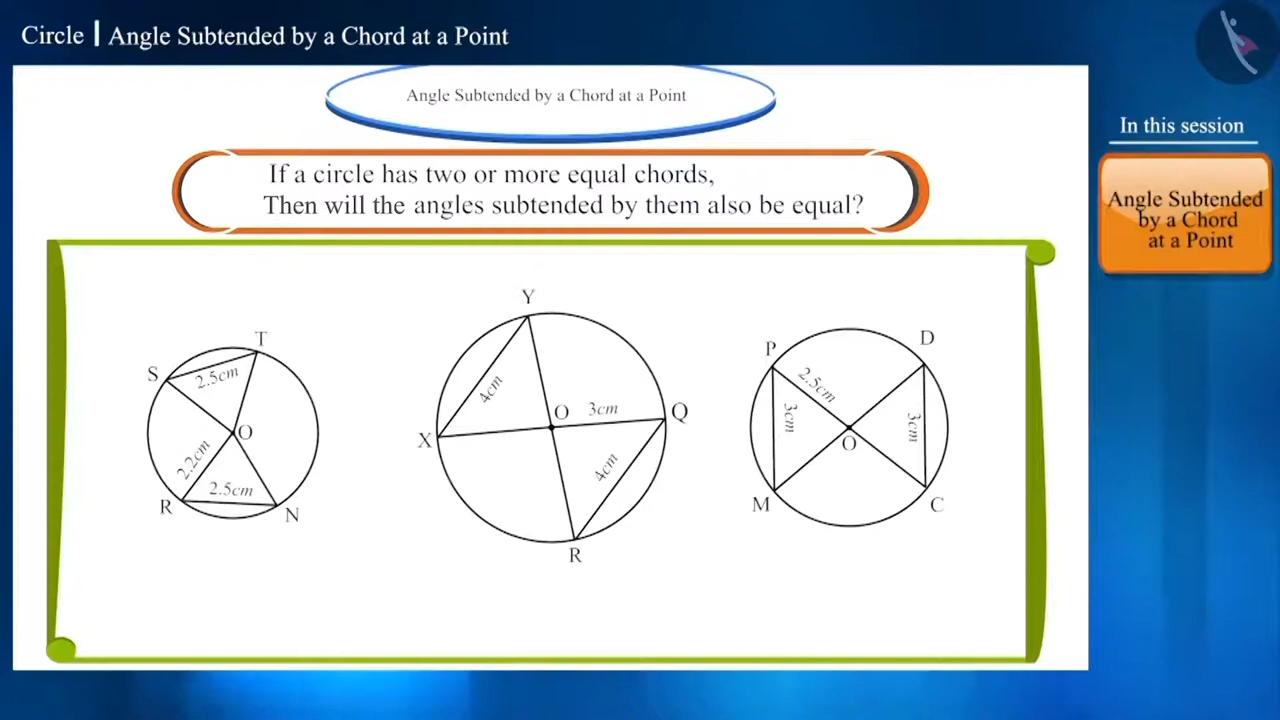 Circle | Angle Subtended by a Chord at a Point
Angle Subtended by a Chord at a Point
In this session
Angle Subtended
by a Chord
at a Point
If a circle has two or more equal chords,
Then will the angles subtended by them also be equal?
T
S
2.5cm
O
2.2cm
2.5cm
R
N
Y
4cm
O
3cm
Q
X
4cm
R
P
D
2.5cm
3cm
3cm
O
M
C